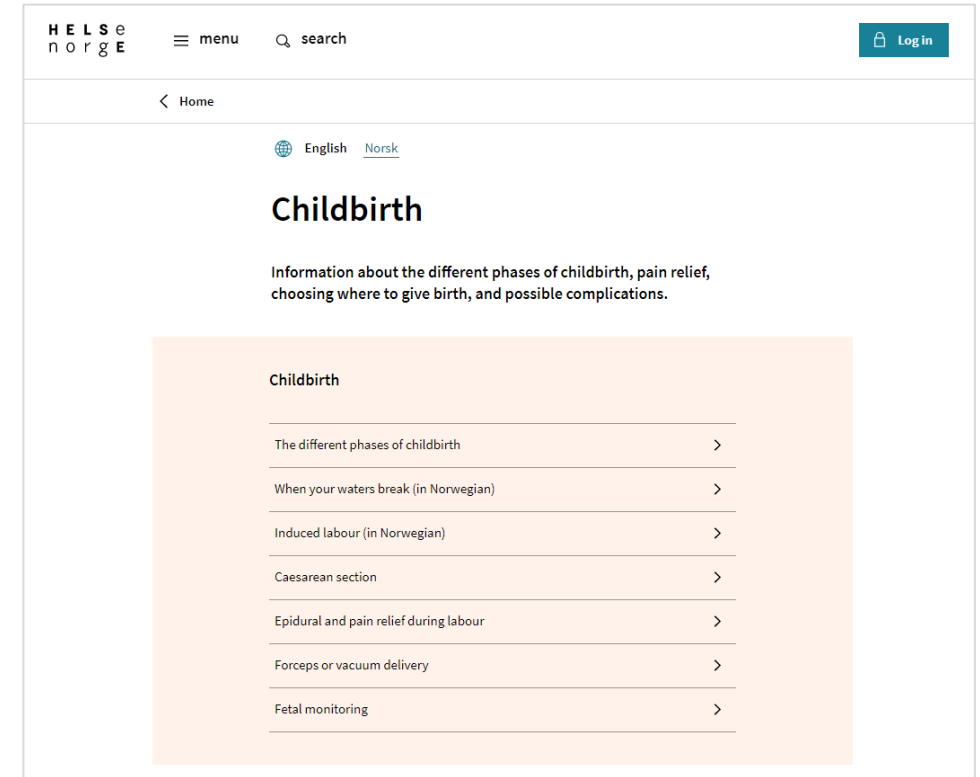 HELSe
norgE
menu
search
Log in
Home
English Norsk
Childbirth
Information about the different phases of childbirth, pain relief,
choosing where to give birth, and possible complications.
Childbirth
The different phases of childbirth
When your waters break (in Norwegian)
Induced labour (in Norwegian)
Caesarean section
Epidural and pain relief during labour
Forceps or vacuum delivery
Fetal monitoring